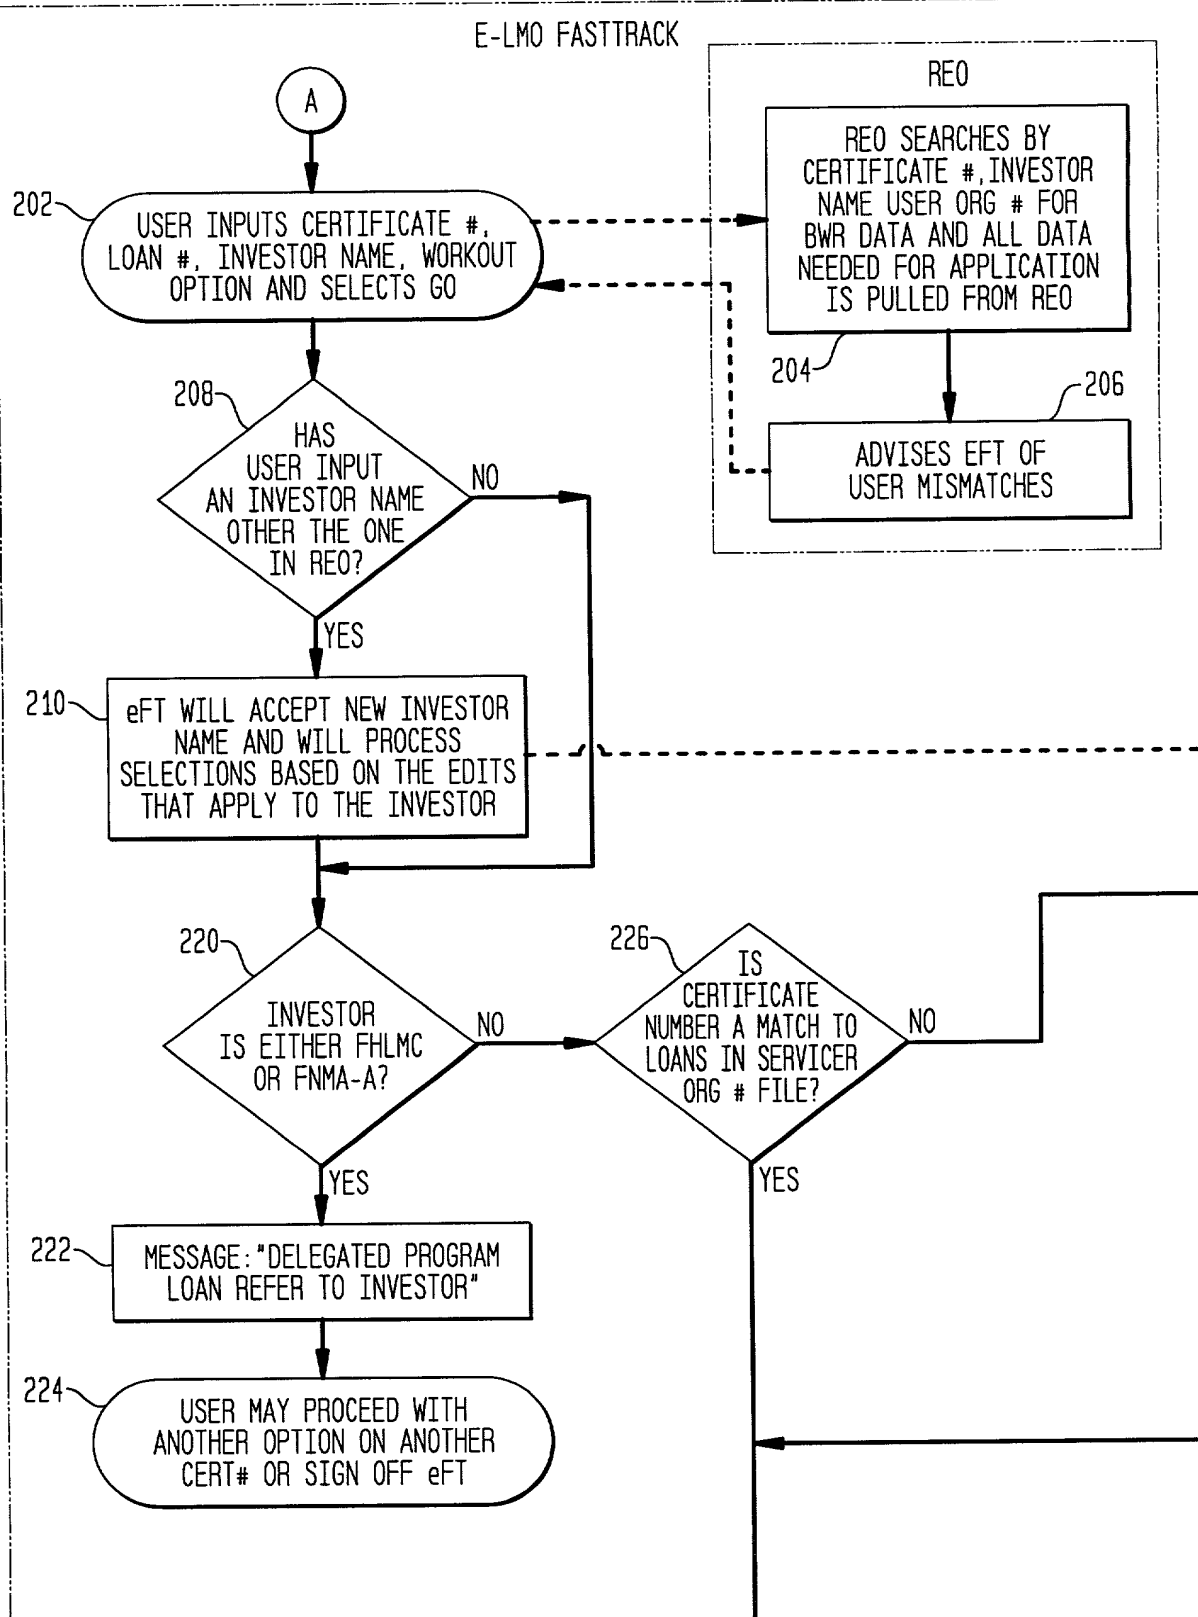 E-LMO FASTTRACK
A
REO
202
USER INPUTS CERTIFICATE #,
LOAN #, INVESTOR NAME, WORKOUT
OPTION AND SELECTS GO
REO SEARCHES BY
CERTIFICATE #,INVESTOR
NAME USER ORG # FOR
BWR DATA AND ALL DATA
NEEDED FOR APPLICATION
IS PULLED FROM REO
204
206
ADVISES EFT OF
USER MISMATCHES
208
HAS
USER INPUT
AN INVESTOR NAME
OTHER THE ONE
IN REO?
NO
YES
210
eFT WILL ACCEPT NEW INVESTOR
NAME AND WILL PROCESS
SELECTIONS BASED ON THE EDITS
THAT APPLY TO THE INVESTOR
220
INVESTOR
IS EITHER FHLMC
OR FNMA-A?
NO
YES
226
IS
CERTIFICATE
NUMBER A MATCH TO
LOANS IN SERVICER
ORG # FILE?
NO
YES
222
MESSAGE:"DELEGATED PROGRAM
LOAN REFER TO INVESTOR"
224
USER MAY PROCEED WITH
ANOTHER OPTION ON ANOTHER
CERT# OR SIGN OFF eFT